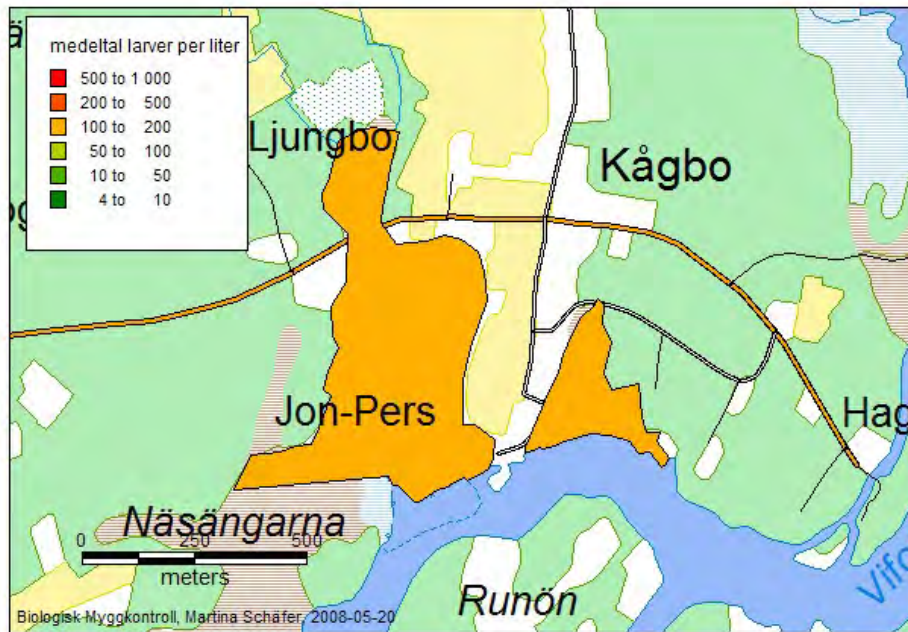 medeltal larver per liter
500 to 1 000
200 to 500
100 to 200
50 to 100
10 to 50
4 to 10
Ljungbo
Kågbo
Jon-Pers
Hag
Näsängarna
0 250 500
meters
Runön
Vifo
Biologisk Myggkontroll, Martina Schäfer, 2008-05-20